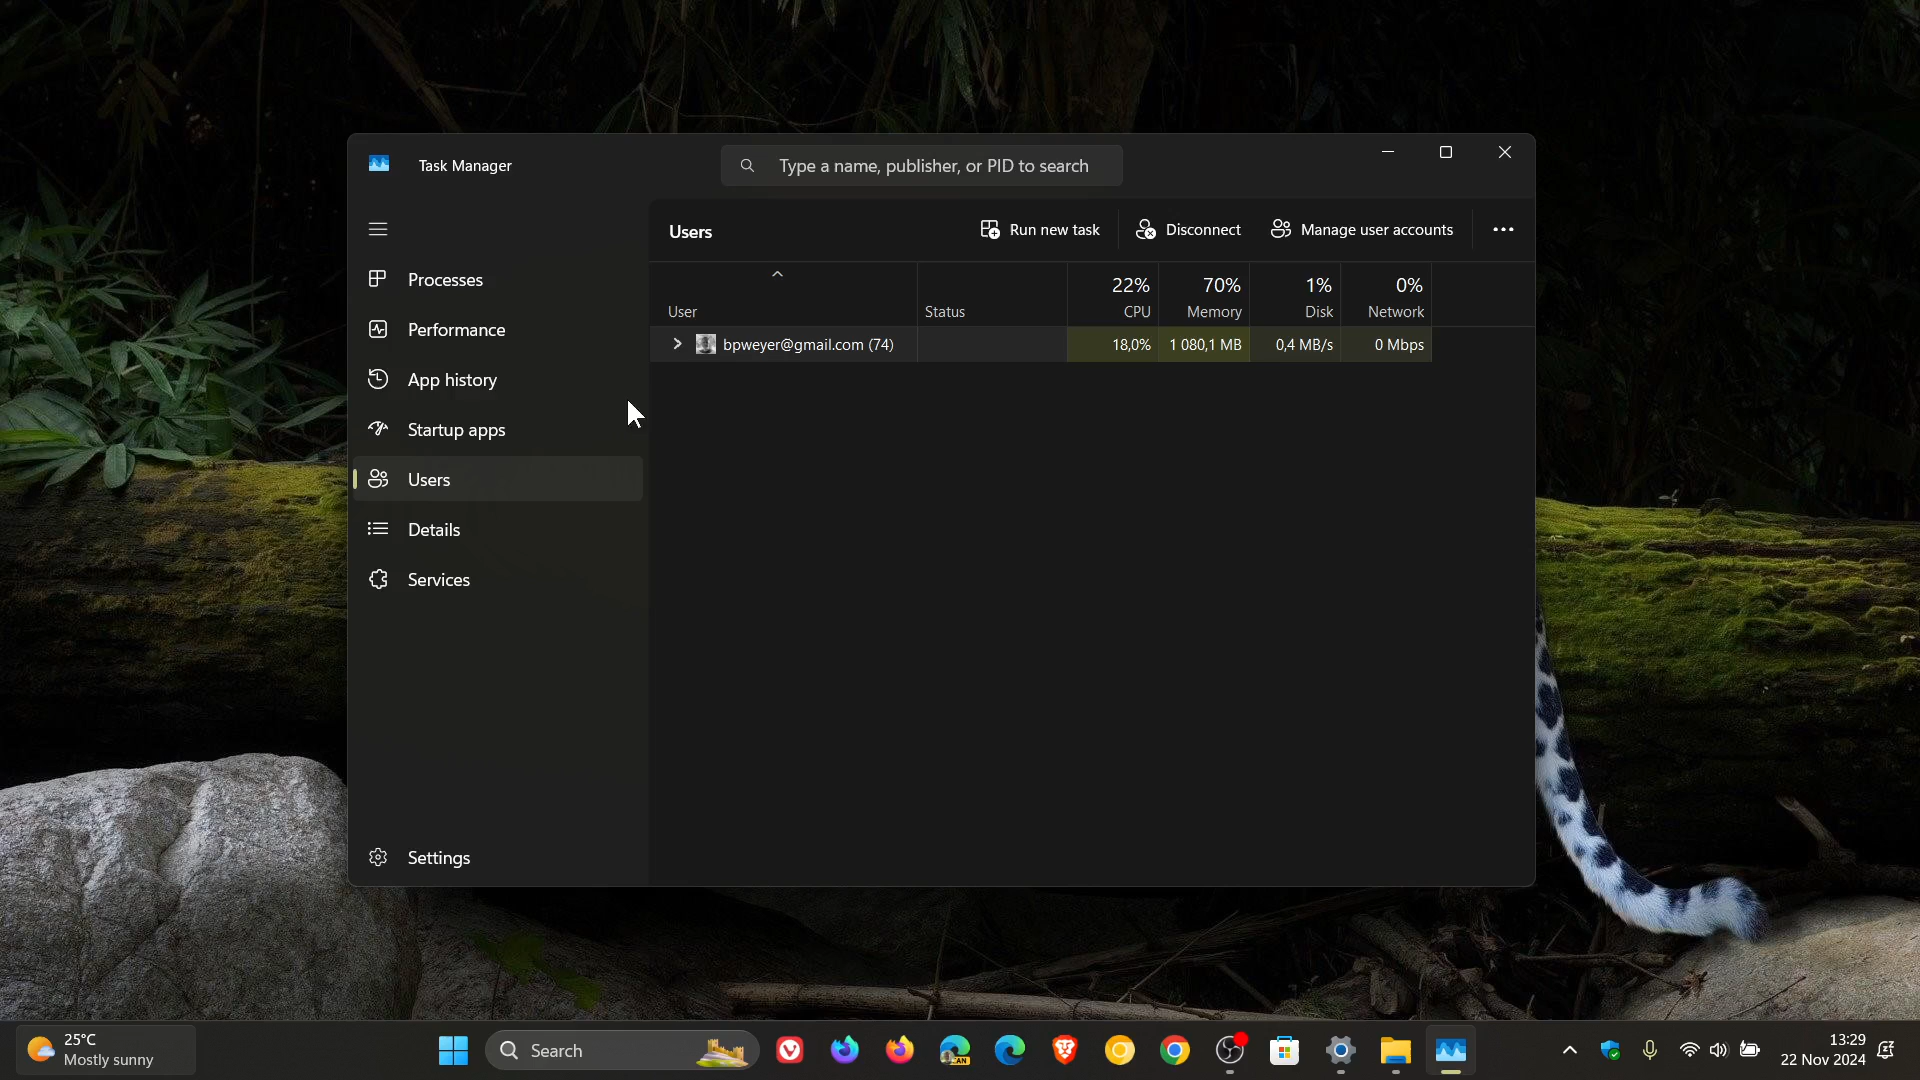 Task Manager
Type a name, publisher, or PID to search
Users
Run new task
Disconnect
Manage user accounts
Processes
Performance
App history
Startup apps
Users
Details
Services
Settings
22% 70% 1% 0%
User Status CPU Memory Disk Network
bpweyer@gmail.com (74) 18,0% 1 080,1 MB 0,4 MB/s 0 Mbps
25°C
Mostly sunny
Search
CAN
13:29
22 Nov 2024